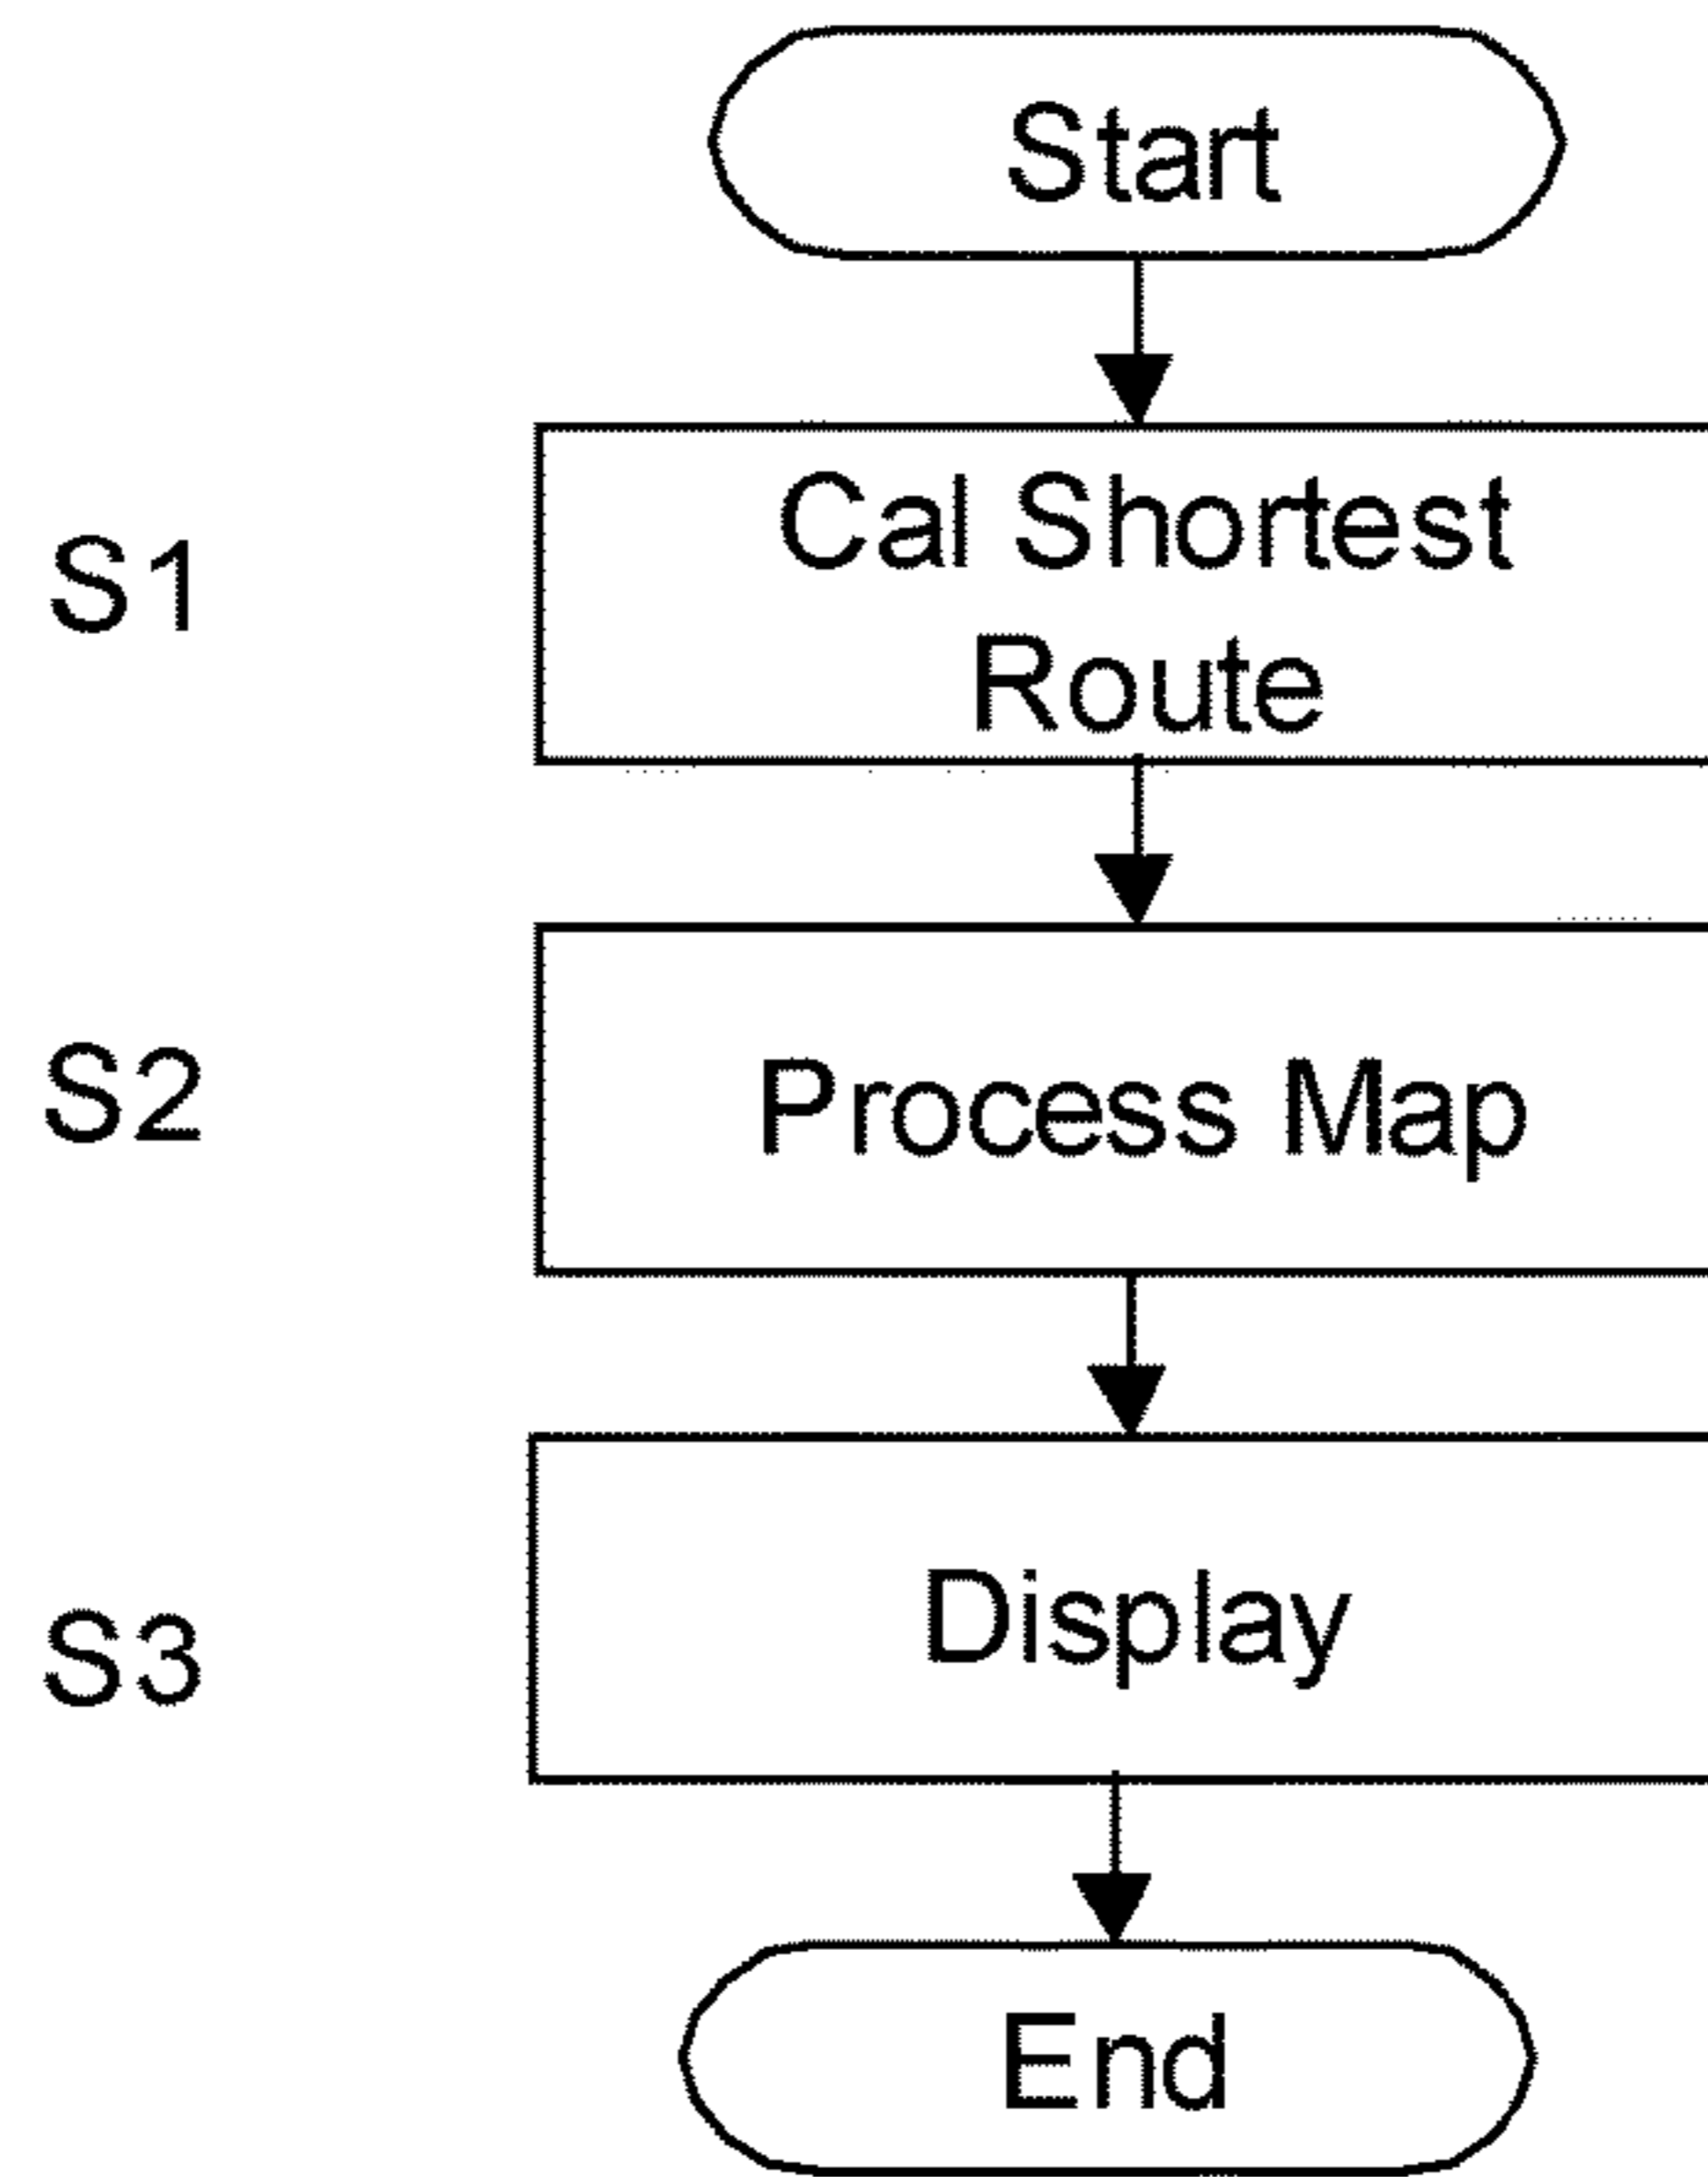 Start
S1
Cal Shortest
Route
S2
Process Map
S3
Display
End